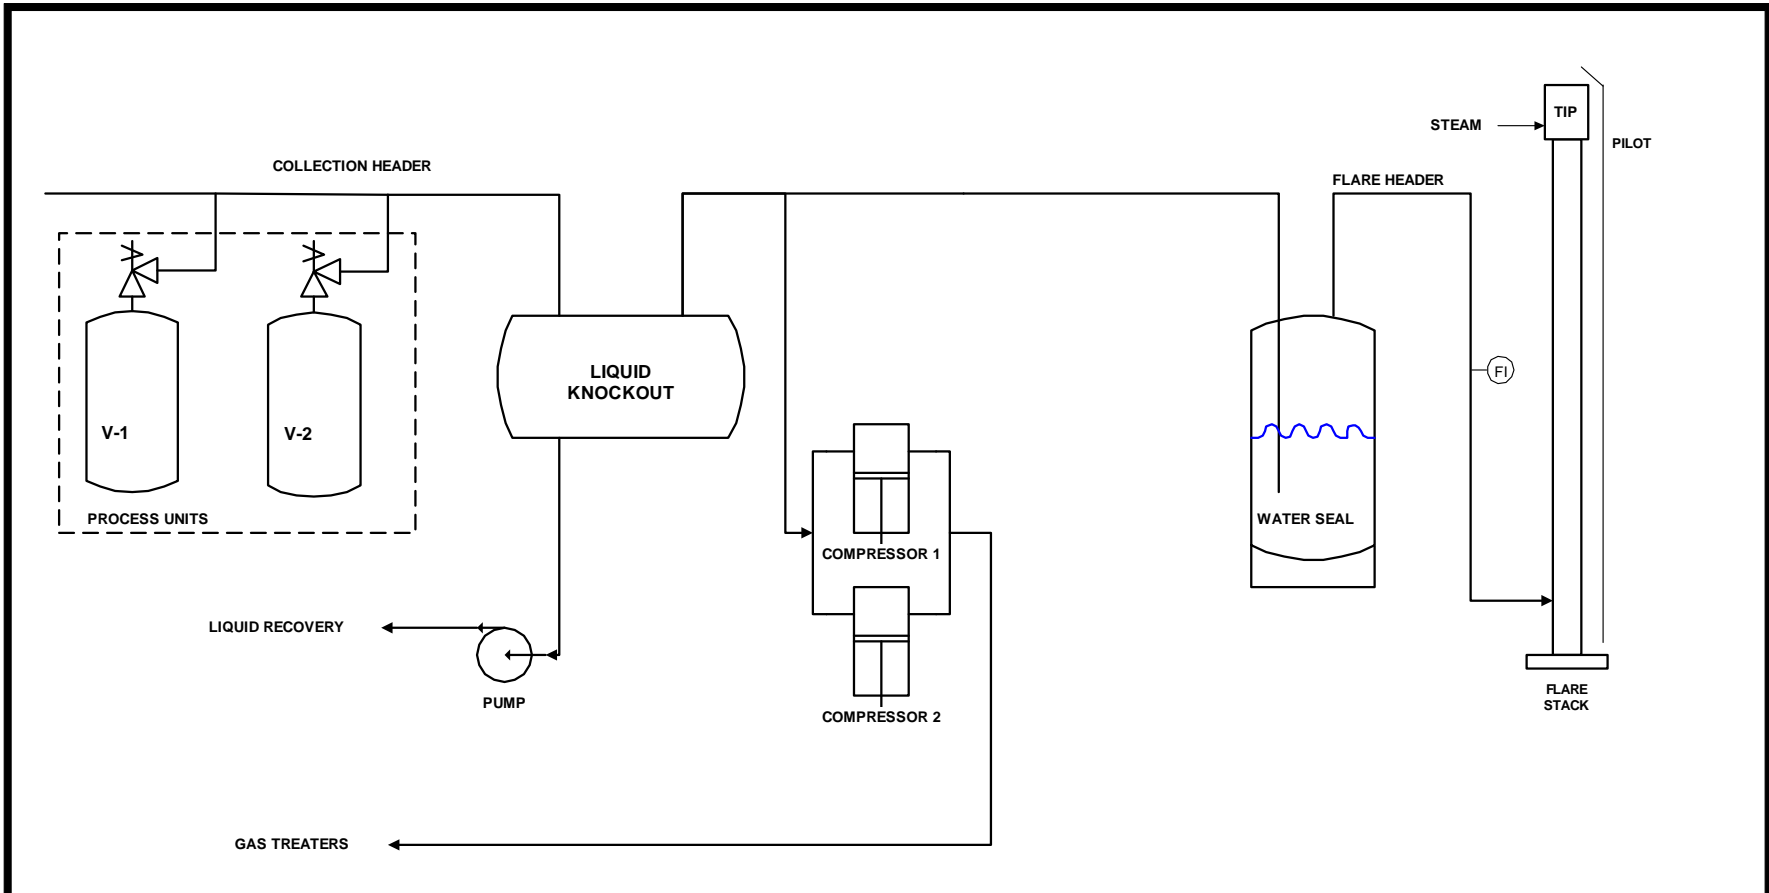 TIP
STEAM
PILOT
COLLECTION HEADER
FLARE HEADER
LIQUID
KNOCKOUT
FI
V-1
V-2
PROCESS UNITS
WATER SEAL
COMPRESSOR 1
LIQUID RECOVERY
PUMP
COMPRESSOR 2
FLARE
STACK
GAS TREATERS